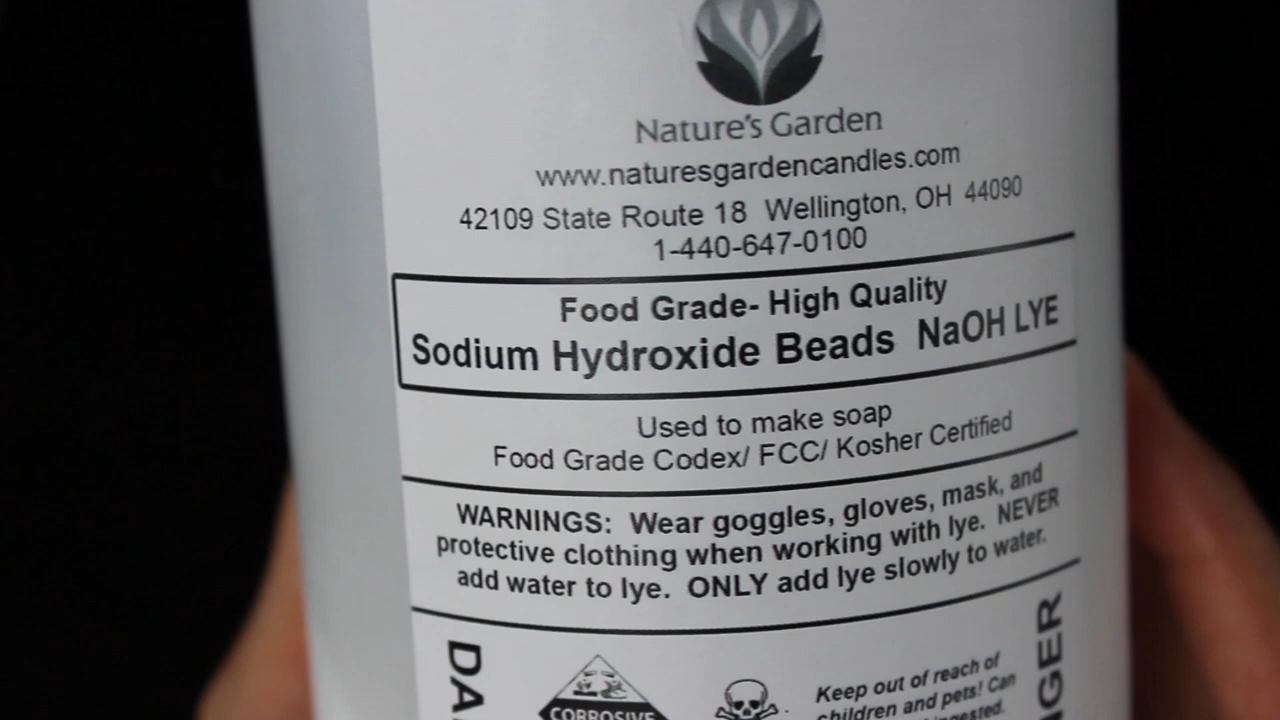 Nature's Garden
www.naturesgardencandles.com
42109 State Route 18 Wellington, OH 44090
1-440-647-0100
Food Grade- High Quality
Sodium Hydroxide Beads NaOH LYE
Used to make soap
Food Grade Codex/ FCC/ Kosher Certified
WARNINGS: Wear goggles, gloves, mask, and
protective clothing when working with lye. NEVER
add water to lye. ONLY add lye slowly to water.
DA
CORROSIVE
Keep out of reach of
children and pets! Can
ingested.
GER